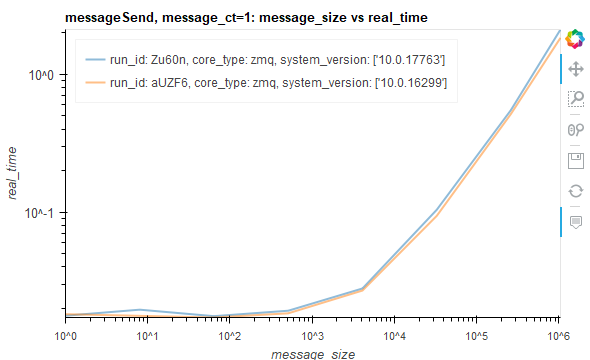 messageSend, message_ct=1: message_size vs real_time
run_id: Zu60n, core_type: zmq, system_version: ['10.0.17763']
run_id: aUZF6, core_type: zmq, system_version: ['10.0.16299']
10^0
10^-1
real_time
10^0 10^1 10^2 10^3 10^4 10^5 10^6
message_size